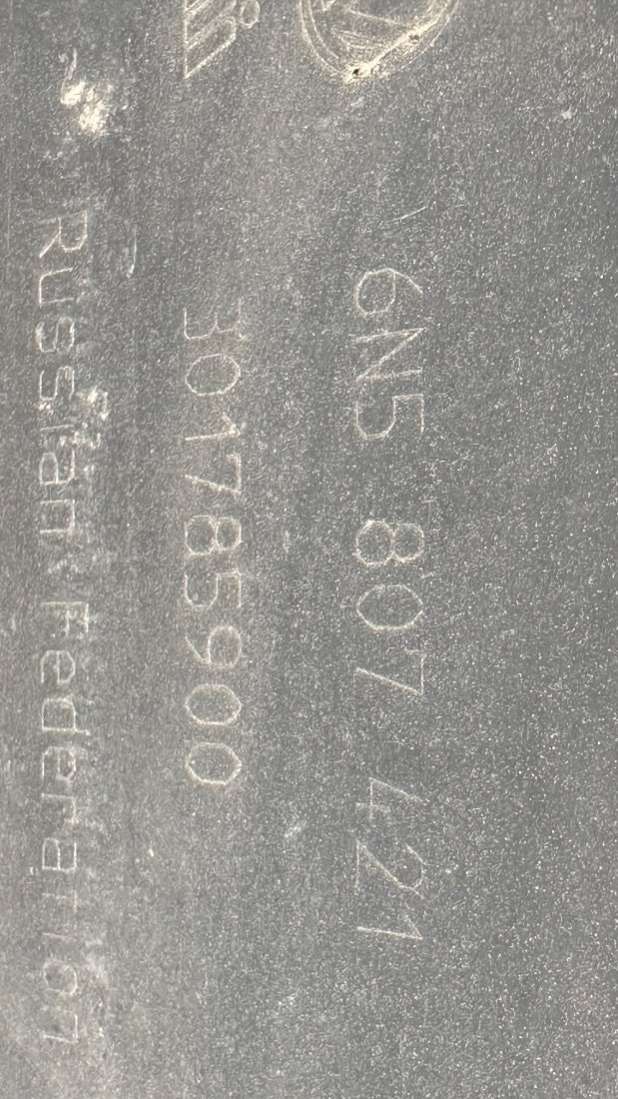 6N5 807 421
301785900
Russian Federation